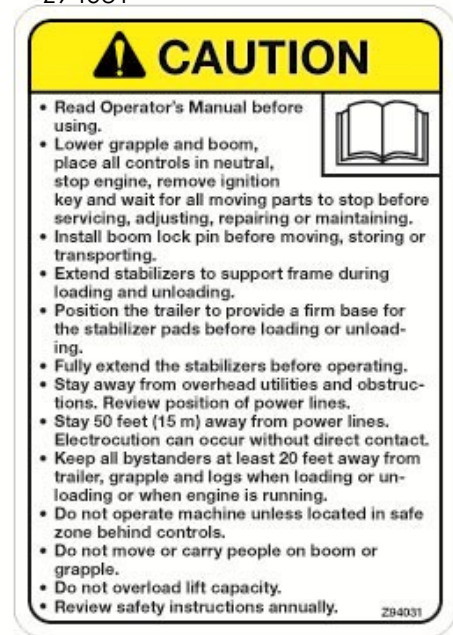 CAUTION
• Read Operator's Manual before
using.
• Lower grapple and boom,
place all controls in neutral,
stop engine, remove ignition
key and wait for all moving parts to stop before
servicing, adjusting, repairing or maintaining.
• Install boom lock pin before moving, storing or
transporting.
• Extend stabilizers to support frame during
loading and unloading.
• Position the trailer to provide a firm base for
the stabilizer pads before loading or unload-
ing.
• Fully extend the stabilizers before operating.
• Stay away from overhead utilities and obstruc-
tions. Review position of power lines.
• Stay 50 feet (15 m) away from power lines.
Electrocution can occur without direct contact.
• Keep all bystanders at least 20 feet away from
trailer, grapple and logs when loading or un-
loading or when engine is running.
• Do not operate machine unless located in safe
zone behind controls.
• Do not move or carry people on boom or
grapple.
• Do not overload lift capacity.
• Review safety instructions annually.
Z94031